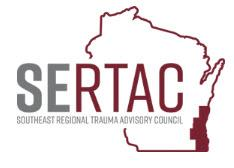 SERTAC
SOUTHEAST REGIONAL TRAUMA ADVISORY COUNCIL